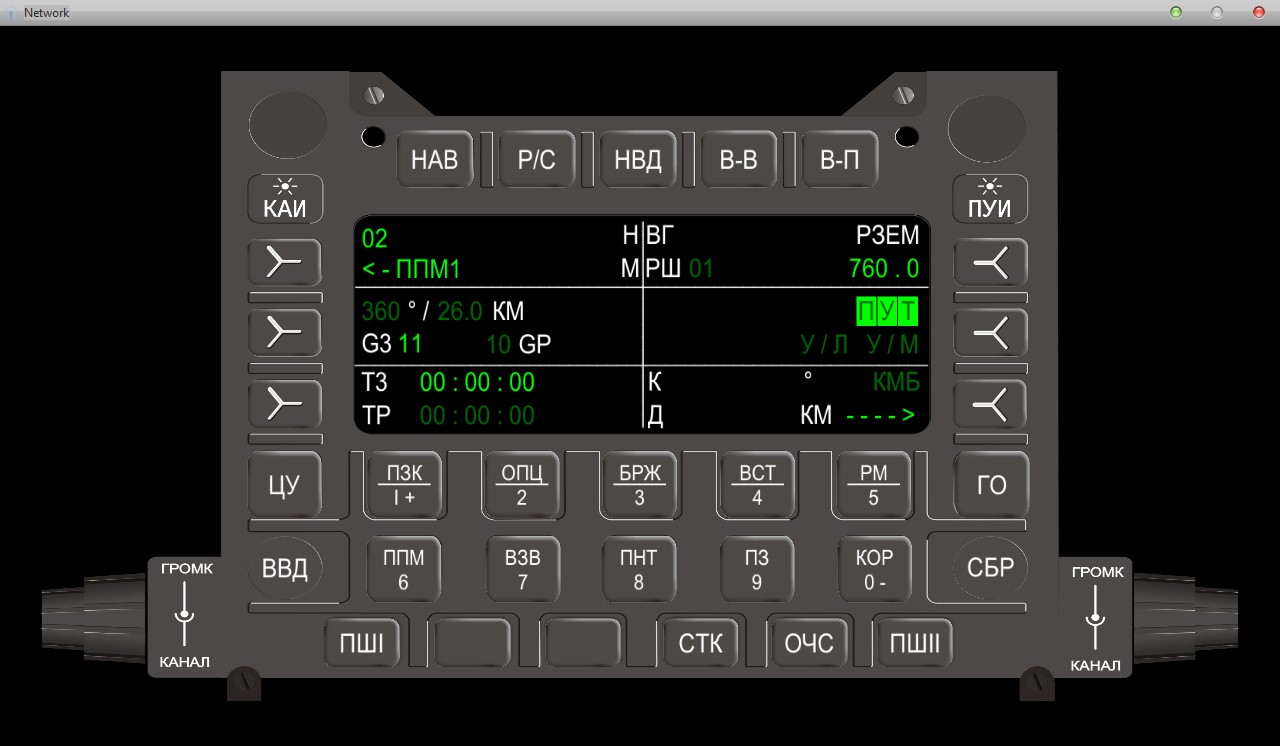 Network
НАВ Р/С НВД В-В В-П
КАИ
ПУИ
02 Н ВГ РЗЕМ
<-ППМ1 М РШ 01 760.0
360 °/ 26.0 КМ ПУТ
G3 11 10 GP У/Л У/М
ТЗ 00:00:00 К ° КМБ
ТР 00:00:00 Д КМ ---->
ЦУ
ПЗК ОПЦ БРЖ ВСТ РМ
I + 2 3 4 5
ГО
ВВД
ППМ ВЗВ ПНТ ПЗ КОР
6 7 8 9 0 -
СБР
ГРОМК
КАНАЛ
ПШI СТК ОЧС ПШII
ГРОМК
КАНАЛ